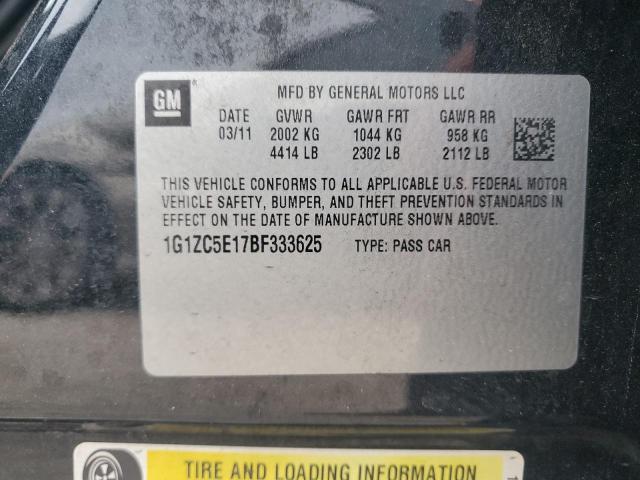 GM
MFD BY GENERAL MOTORS LLC
DATE GVWR GAWR FRT GAWR RR
03/11 2002 KG 1044 KG 958 KG
4414 LB 2302 LB 2112 LB
THIS VEHICLE CONFORMS TO ALL APPLICABLE U.S. FEDERAL MOTOR
VEHICLE SAFETY, BUMPER, AND THEFT PREVENTION STANDARDS IN
EFFECT ON THE DATE OF MANUFACTURE SHOWN ABOVE.
1G1ZC5E17BF333625 TYPE: PASS CAR
TIRE AND LOADING INFORMATION